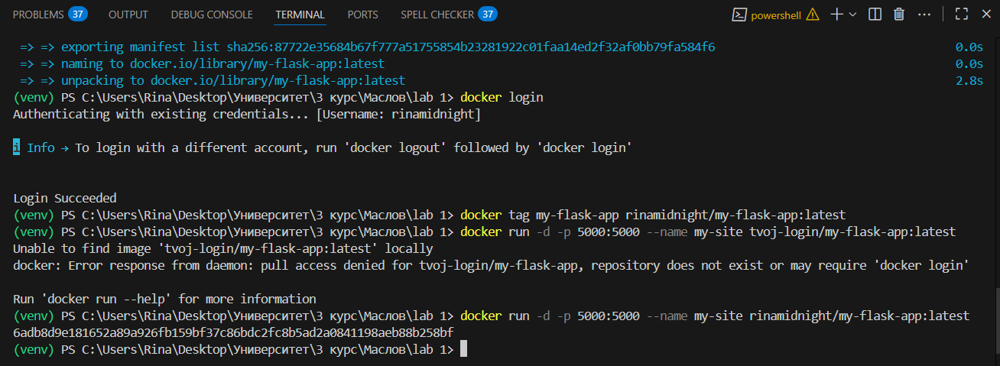 PROBLEMS 37 OUTPUT DEBUG CONSOLE TERMINAL PORTS SPELL CHECKER 37 powershell
=> => exporting manifest list sha256:87722e35684b67f777a51755854b23281922c01faa14ed2f32af0bb79fa584f6 0.0s
=> => naming to docker.io/library/my-flask-app:latest 0.0s
=> => unpacking to docker.io/library/my-flask-app:latest 2.8s
(venv) PS C:\Users\Rina\Desktop\Университет\3 курс\Маслов\lab 1> docker login
Authenticating with existing credentials... [Username: rinamidnight]
i Info → To login with a different account, run 'docker logout' followed by 'docker login'
Login Succeeded
(venv) PS C:\Users\Rina\Desktop\Университет\3 курс\Маслов\lab 1> docker tag my-flask-app rinamidnight/my-flask-app:latest
(venv) PS C:\Users\Rina\Desktop\Университет\3 курс\Маслов\lab 1> docker run -d -p 5000:5000 --name my-site tvoj-login/my-flask-app:latest
Unable to find image 'tvoj-login/my-flask-app:latest' locally
docker: Error response from daemon: pull access denied for tvoj-login/my-flask-app, repository does not exist or may require 'docker login'
Run 'docker run --help' for more information
(venv) PS C:\Users\Rina\Desktop\Университет\3 курс\Маслов\lab 1> docker run -d -p 5000:5000 --name my-site rinamidnight/my-flask-app:latest
6adb8d9e181652a89a926fb159bf37c86bdc2fc8b5ad2a0841198aeb88b258bf
(venv) PS C:\Users\Rina\Desktop\Университет\3 курс\Маслов\lab 1>